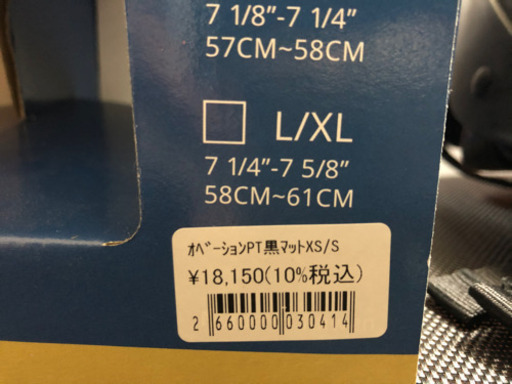 7 1/8"-7 1/4"
57CM~58CM
L/XL
7 1/4"-7 5/8"
58CM~61CM
ｵﾍﾞｰｼｮﾝPT黒ﾏｯﾄXS/S
¥18,150(10%税込)
2 660000 030414